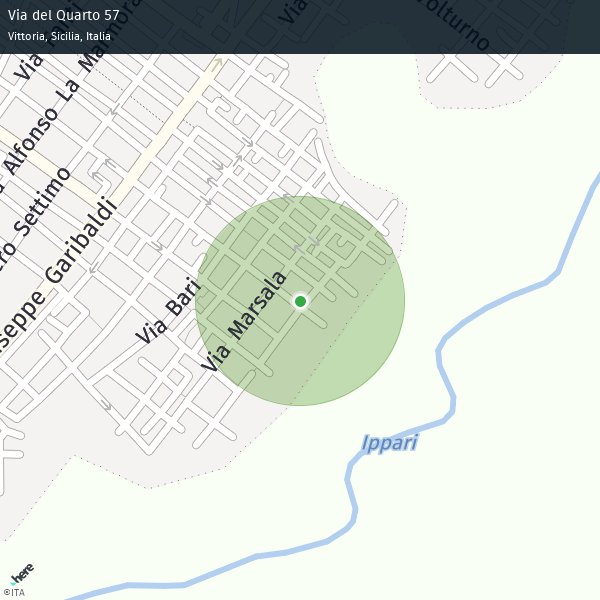 Via del Quarto 57
Vittoria, Sicilia, Italia
Via
Volturno
Alfonso La Marmora
Settimo
Giuseppe Garibaldi
Via Bari
Via Marsala
Ippari
here
©ITA